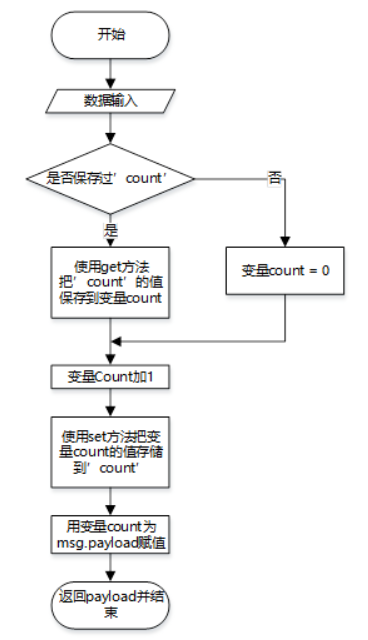 开始
数据输入
是否保存过’count’
否
是
使用get方法
把’count’的值
保存到变量count
变量count = 0
变量Count加1
使用set方法把变
量count的值存储
到’count’
用变量count为
msg.payload赋值
返回payload并结
束